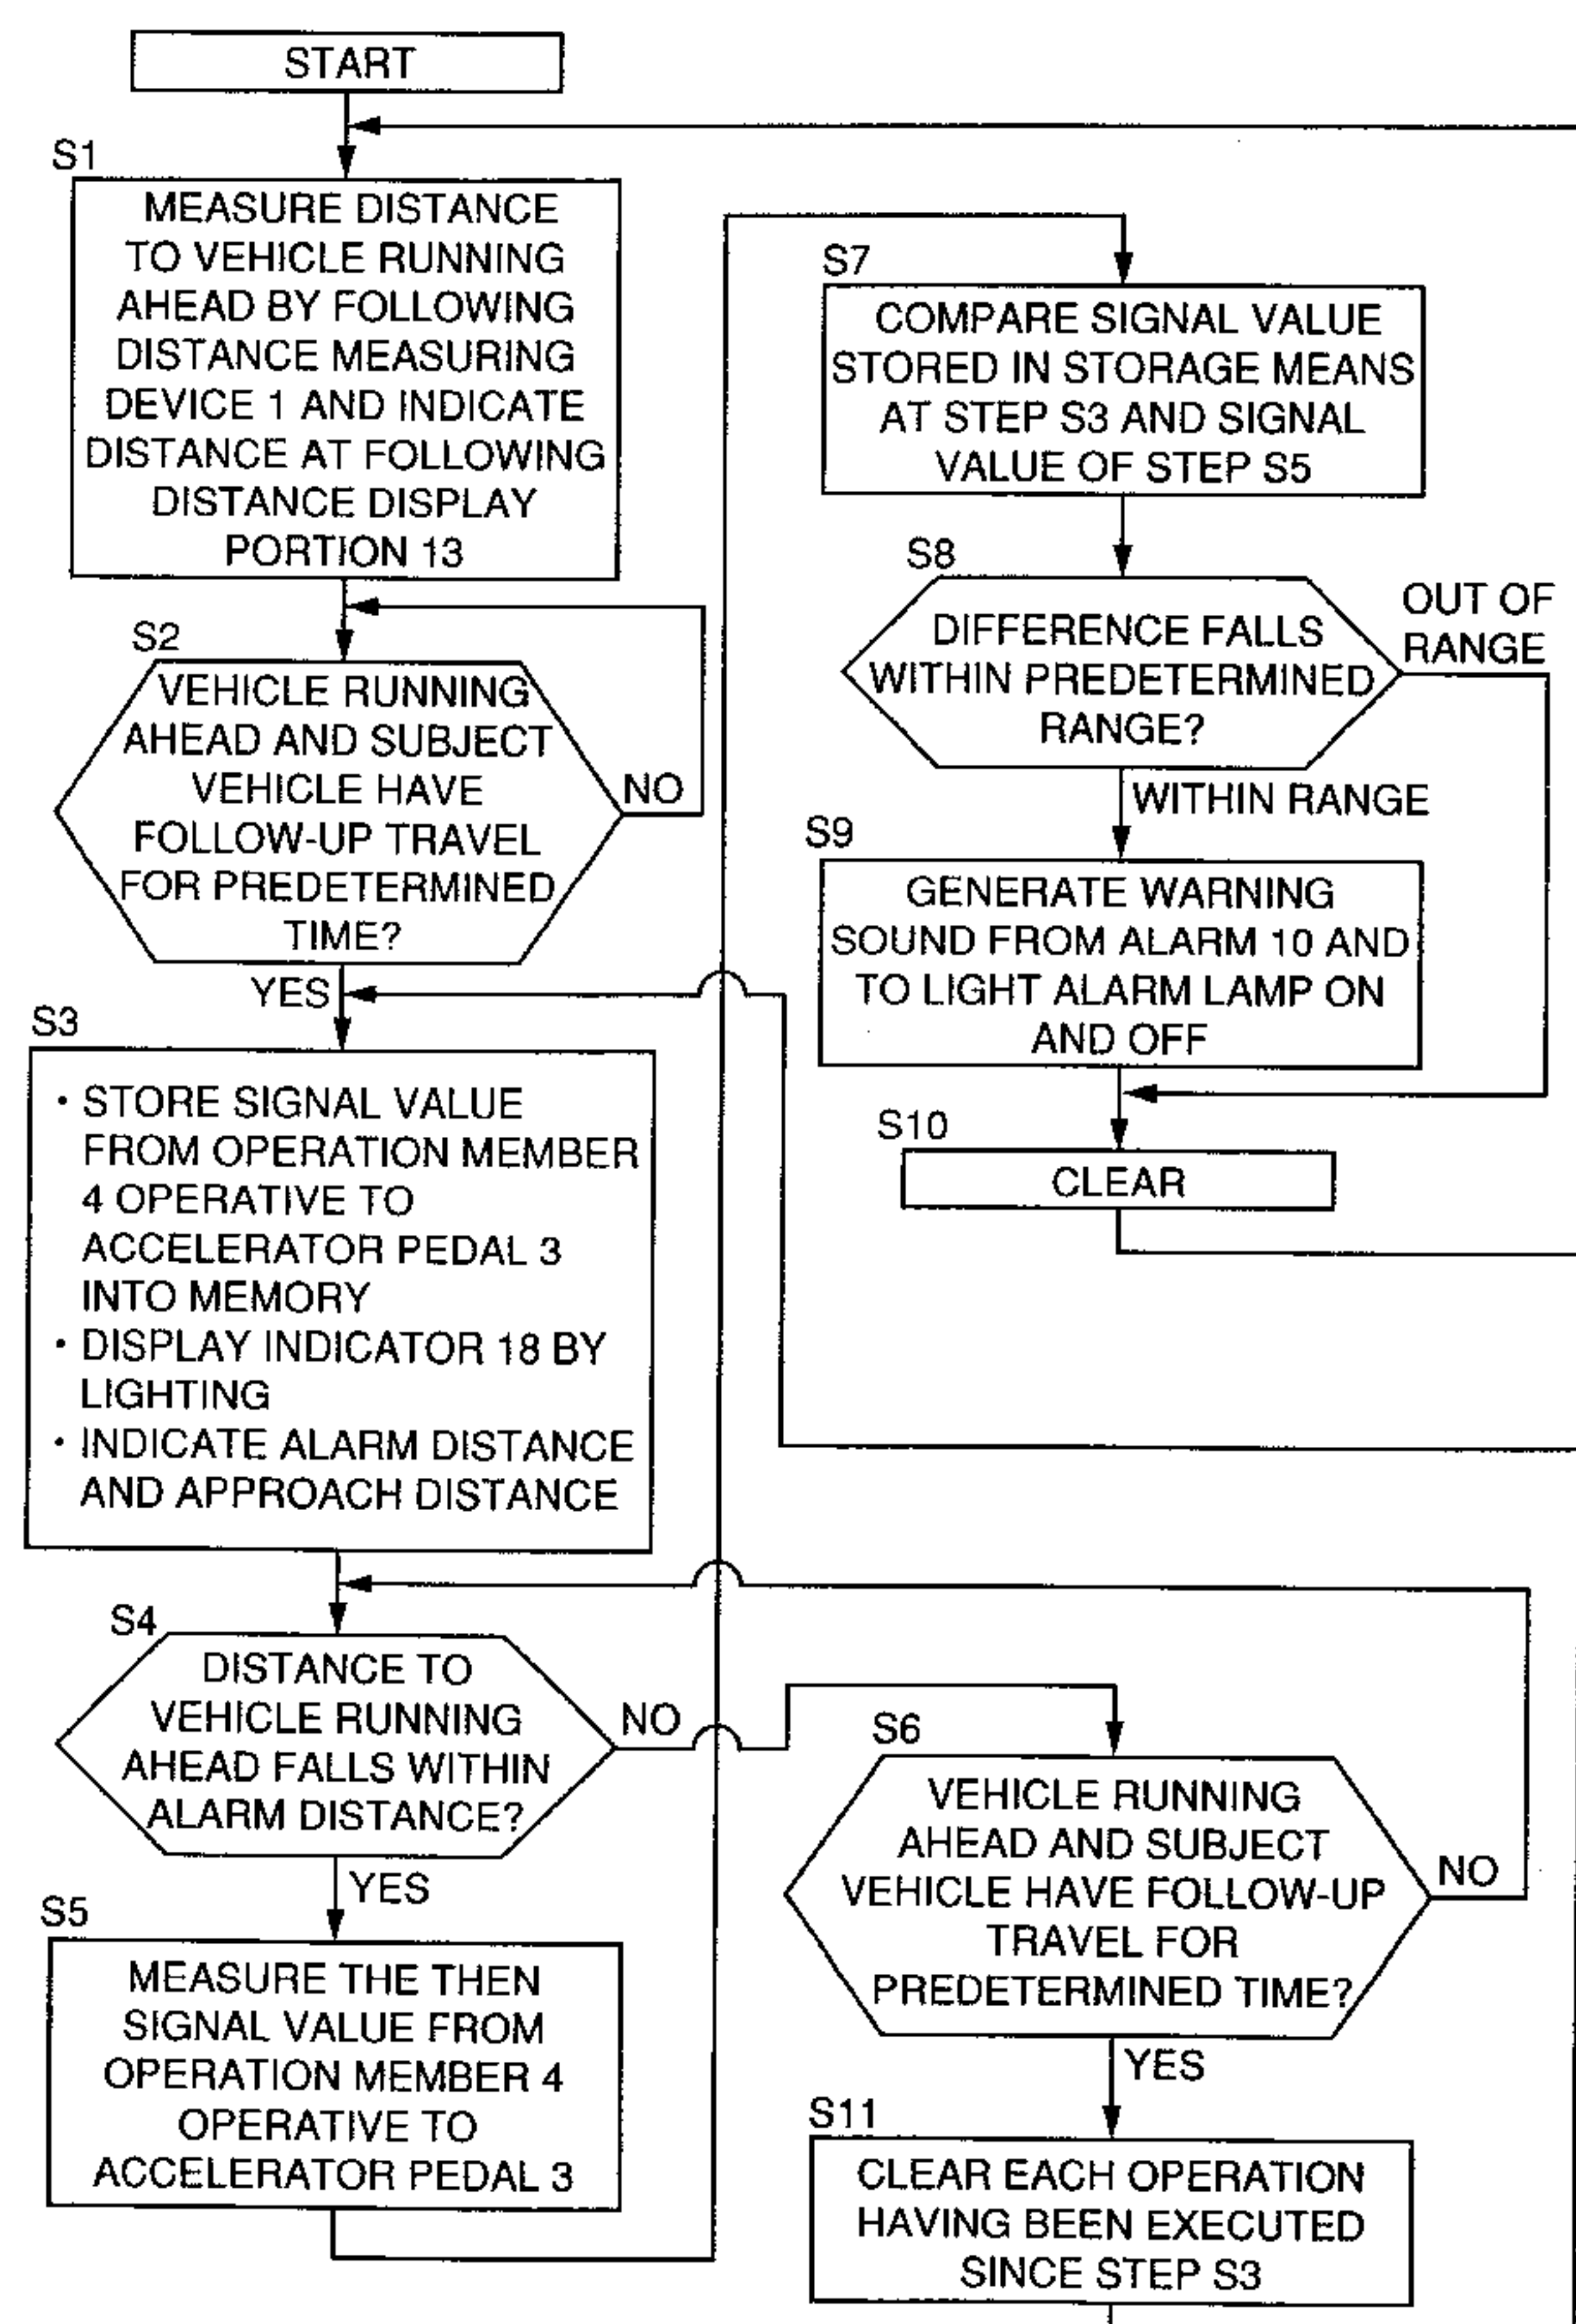 START
S1
MEASURE DISTANCE
TO VEHICLE RUNNING
AHEAD BY FOLLOWING
DISTANCE MEASURING
DEVICE 1 AND INDICATE
DISTANCE AT FOLLOWING
DISTANCE DISPLAY
PORTION 13
S2
VEHICLE RUNNING
AHEAD AND SUBJECT
VEHICLE HAVE
FOLLOW-UP TRAVEL
FOR PREDETERMINED
TIME?
NO
YES
S3
· STORE SIGNAL VALUE
FROM OPERATION MEMBER
4 OPERATIVE TO
ACCELERATOR PEDAL 3
INTO MEMORY
· DISPLAY INDICATOR 18 BY
LIGHTING
· INDICATE ALARM DISTANCE
AND APPROACH DISTANCE
S4
DISTANCE TO
VEHICLE RUNNING
AHEAD FALLS WITHIN
ALARM DISTANCE?
NO
YES
S5
MEASURE THE THEN
SIGNAL VALUE FROM
OPERATION MEMBER 4
OPERATIVE TO
ACCELERATOR PEDAL 3
S6
VEHICLE RUNNING
AHEAD AND SUBJECT
VEHICLE HAVE FOLLOW-UP
TRAVEL FOR
PREDETERMINED TIME?
NO
YES
S11
CLEAR EACH OPERATION
HAVING BEEN EXECUTED
SINCE STEP S3
S7
COMPARE SIGNAL VALUE
STORED IN STORAGE MEANS
AT STEP S3 AND SIGNAL
VALUE OF STEP S5
S8
DIFFERENCE FALLS
WITHIN PREDETERMINED
RANGE?
OUT OF
RANGE
WITHIN RANGE
S9
GENERATE WARNING
SOUND FROM ALARM 10 AND
TO LIGHT ALARM LAMP ON
AND OFF
S10
CLEAR